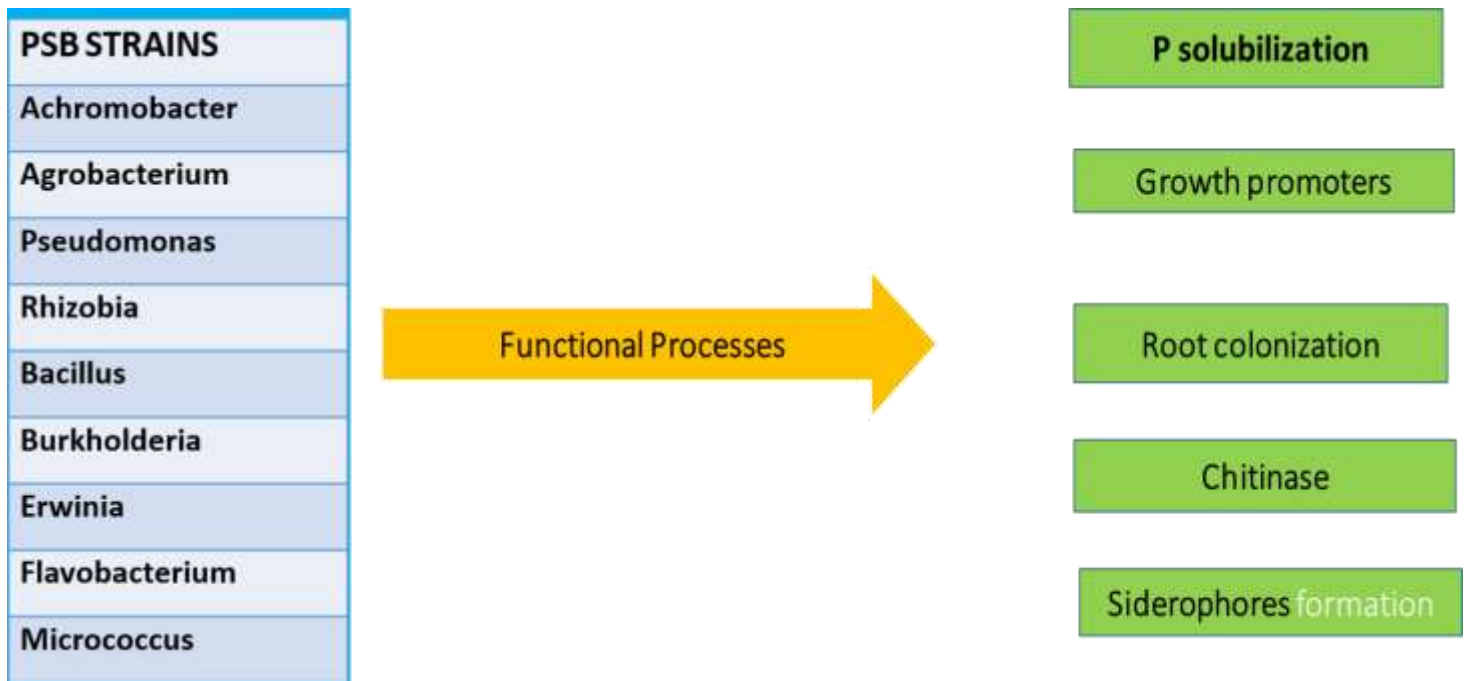 PSB STRAINS
Achromobacter
Agrobacterium
Pseudomonas
Rhizobia
Bacillus
Burkholderia
Erwinia
Flavobacterium
Micrococcus
Functional Processes
P solubilization
Growth promoters
Root colonization
Chitinase
Siderophores formation